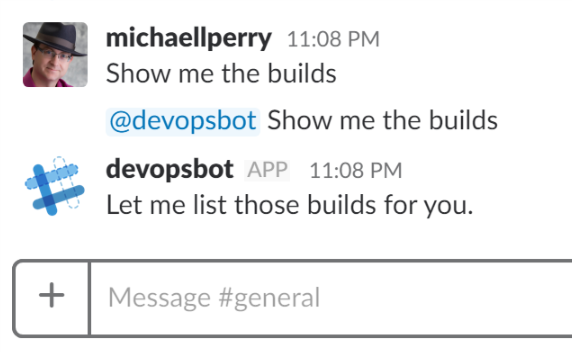 michaellperry 11:08 PM
Show me the builds
@devopsbot Show me the builds
devopsbot APP 11:08 PM
Let me list those builds for you.
+ Message #general